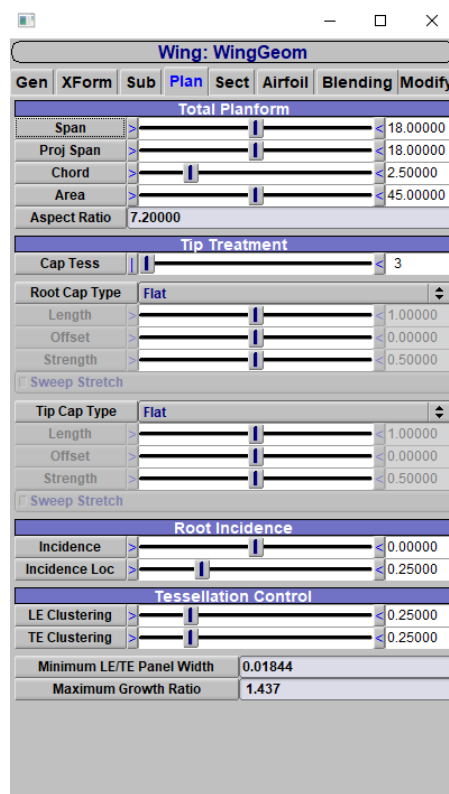 Wing: WingGeom
Gen XForm Sub Plan Sect Airfoil Blending Modify
Total Planform
Span > < 18.00000
Proj Span > < 18.00000
Chord > < 2.50000
Area > < 45.00000
Aspect Ratio 7.20000
Tip Treatment
Cap Tess | < 3
Root Cap Type Flat
Length > < 1.00000
Offset > < 0.00000
Strength > < 0.50000
Sweep Stretch
Tip Cap Type Flat
Length > < 1.00000
Offset > < 0.00000
Strength > < 0.50000
Sweep Stretch
Root Incidence
Incidence > < 0.00000
Incidence Loc > < 0.25000
Tessellation Control
LE Clustering > < 0.25000
TE Clustering > < 0.25000
Minimum LE/TE Panel Width 0.01844
Maximum Growth Ratio 1.437